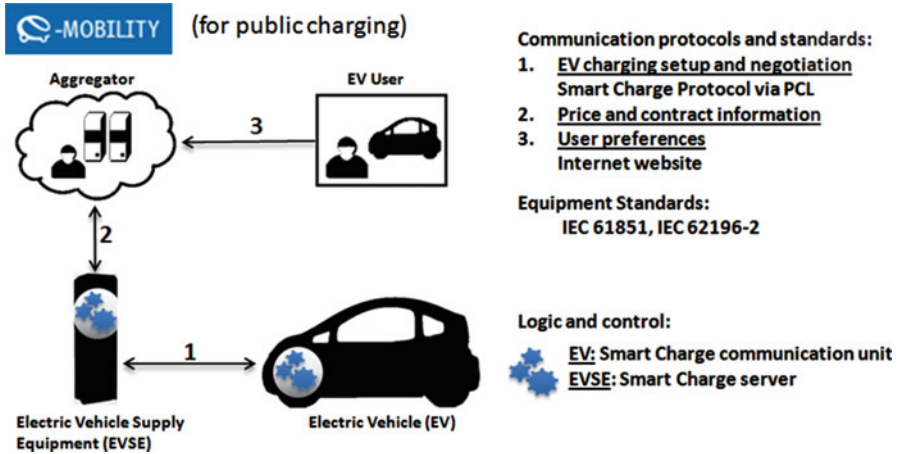 -MOBILITY
(for public charging)
Aggregator
EV User
3
2
1
Electric Vehicle Supply
Equipment (EVSE)
Electric Vehicle (EV)
Communication protocols and standards:
1. EV charging setup and negotiation
Smart Charge Protocol via PCL
2. Price and contract information
3. User preferences
Internet website
Equipment Standards:
IEC 61851, IEC 62196-2
Logic and control:
EV: Smart Charge communication unit
EVSE: Smart Charge server